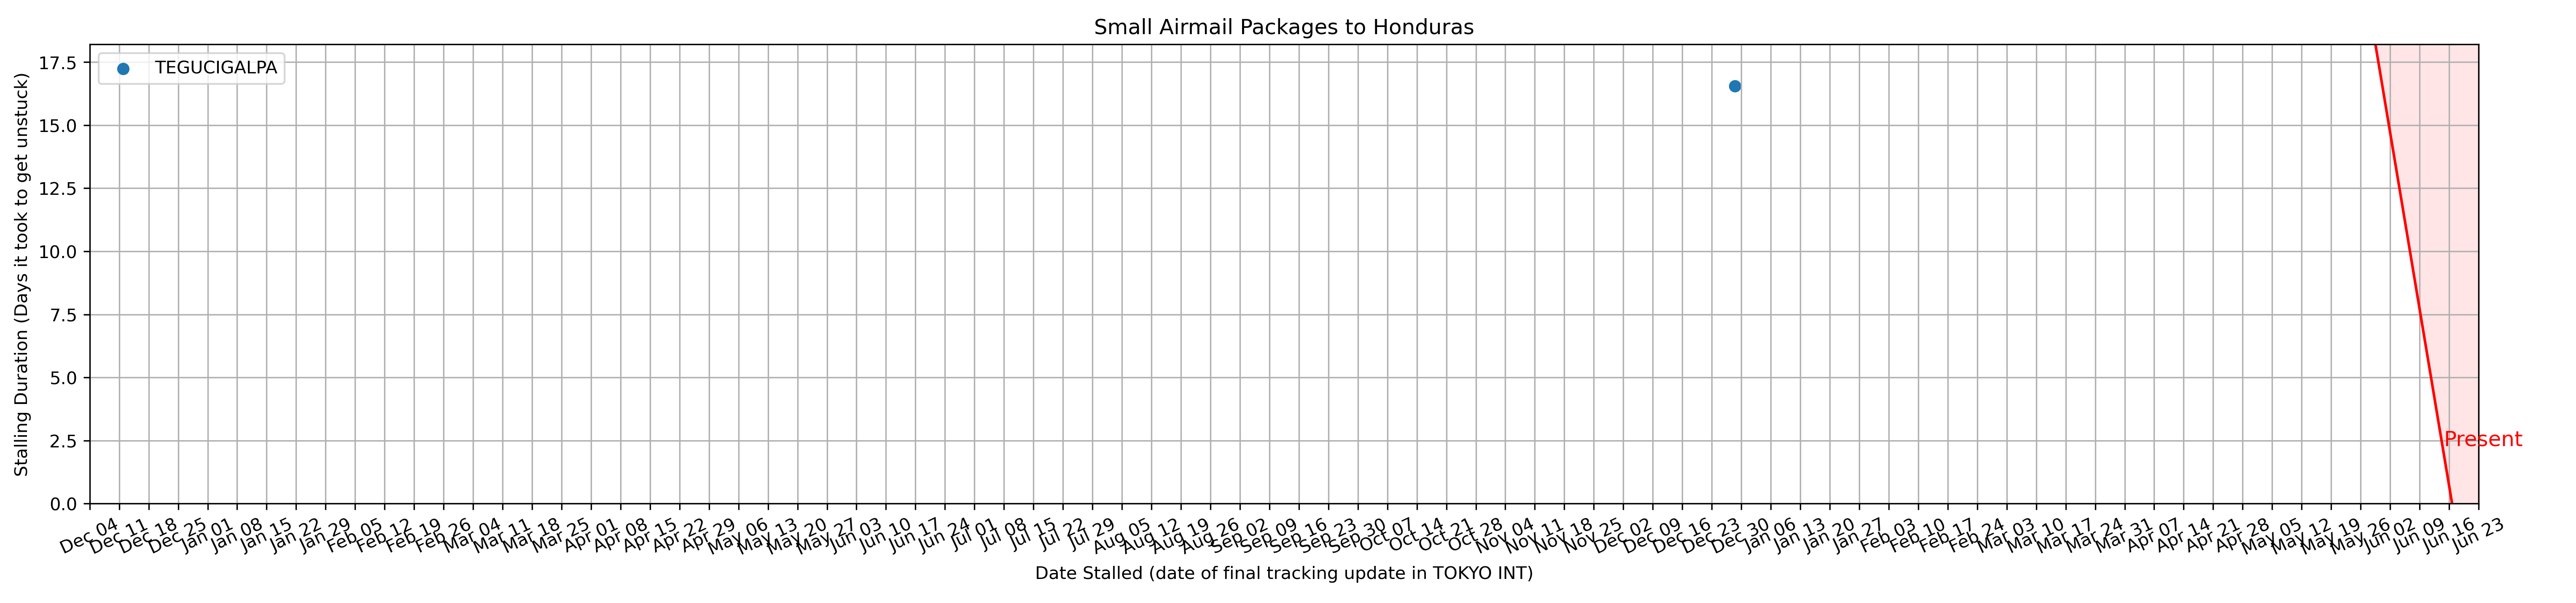 Small Airmail Packages to Honduras
TEGUCIGALPA
Stalling Duration (Days it took to get unstuck)
17.5
15.0
12.5
10.0
7.5
5.0
2.5
0.0
Present
Dec 04 Dec 11 Dec 18 Dec 25 Jan 01 Jan 08 Jan 15 Jan 22 Jan 29 Feb 05 Feb 12 Feb 19 Feb 26 Mar 04 Mar 11 Mar 18 Mar 25 Apr 01 Apr 08 Apr 15 Apr 22 Apr 29 May 06 May 13 May 20 May 27 Jun 03 Jun 10 Jun 17 Jun 24 Jul 01 Jul 08 Jul 15 Jul 22 Jul 29 Aug 05 Aug 12 Aug 19 Aug 26 Sep 02 Sep 09 Sep 16 Sep 23 Sep 30 Oct 07 Oct 14 Oct 21 Oct 28 Nov 04 Nov 11 Nov 18 Nov 25 Dec 02 Dec 09 Dec 16 Dec 23 Dec 30 Jan 06 Jan 13 Jan 20 Jan 27 Feb 03 Feb 10 Feb 17 Feb 24 Mar 03 Mar 10 Mar 17 Mar 24 Mar 31 Apr 07 Apr 14 Apr 21 Apr 28 May 05 May 12 May 19 May 26 Jun 02 Jun 09 Jun 16 Jun 23
Date Stalled (date of final tracking update in TOKYO INT)